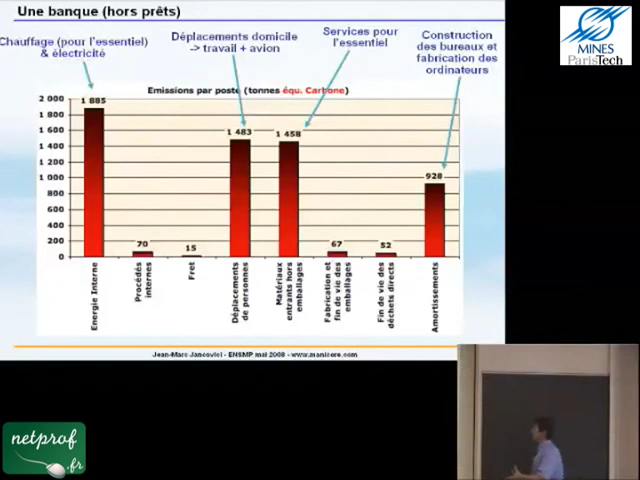 Une banque (hors prêts)
Chauffage (pour l'essentiel)
& électricité
Déplacements domicile
-> travail + avion
Services pour
l'essentiel
Construction
des bureaux et
fabrication des
ordinateurs
MINES
ParisTech
Emissions par poste (tonnes équ. Carbone)
2 000
1 800
1 600
1 400
1 200
1 000
800
600
400
200
0
1 885
70
15
1 483
1 458
67
52
928
Energie Interne
Procédés
internes
Fret
Déplacements
de personnes
Matériaux
entrants hors
emballages
Fabrication et
fin de vie des
emballages
Fin de vie des
déchets directs
Amortissements
Jean-Marc Jancovici - ENSMP mai 2008 - www.manicore.com
netprof
.fr